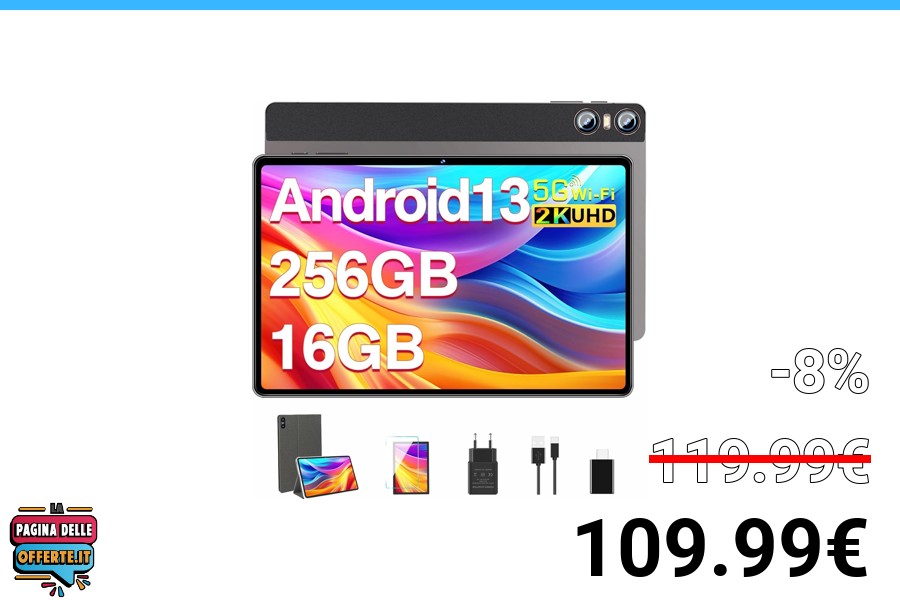 Android13
5G Wi-Fi
2K UHD
256GB
16GB
-8%
119.99€
109.99€
LA
PAGINA DELLE
OFFERTE.IT